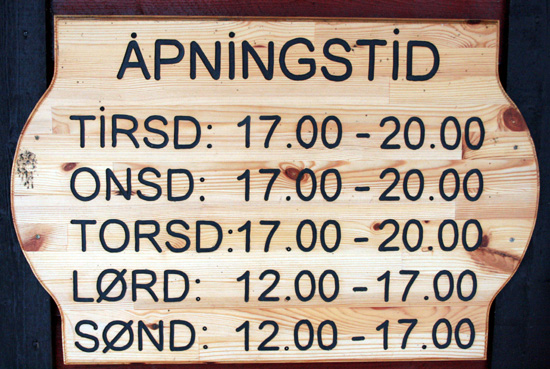 ÅPNiNGSTiD
TiRSD: 17.00 - 20.00
ONSD: 17.00 - 20.00
TORSD: 17.00 - 20.00
LØRD: 12.00 - 17.00
SØND: 12.00 - 17.00